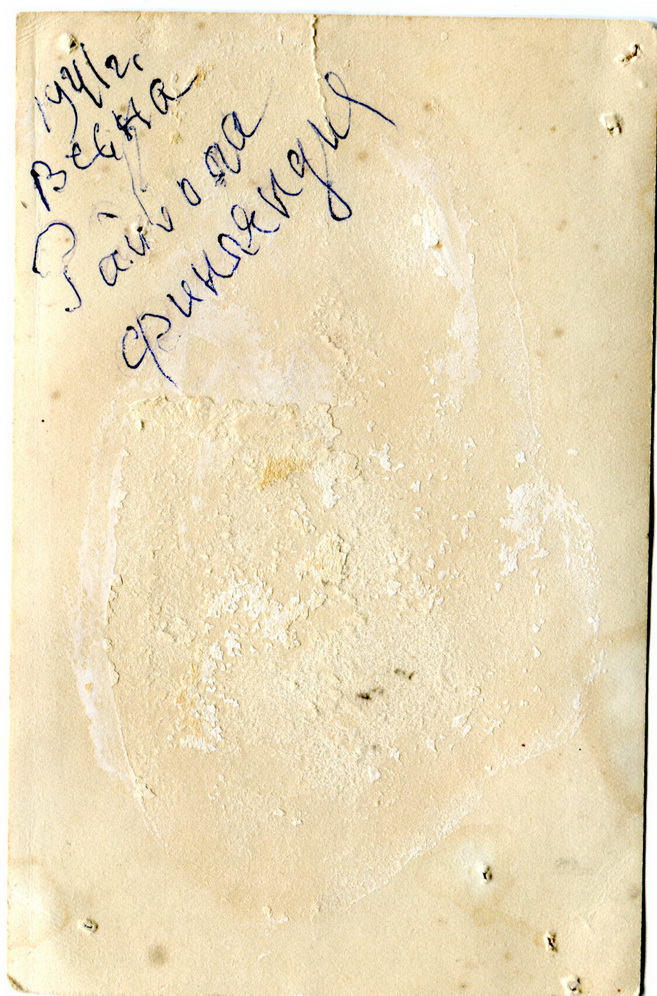 1941г.
Весна
Райвола
Финляндия